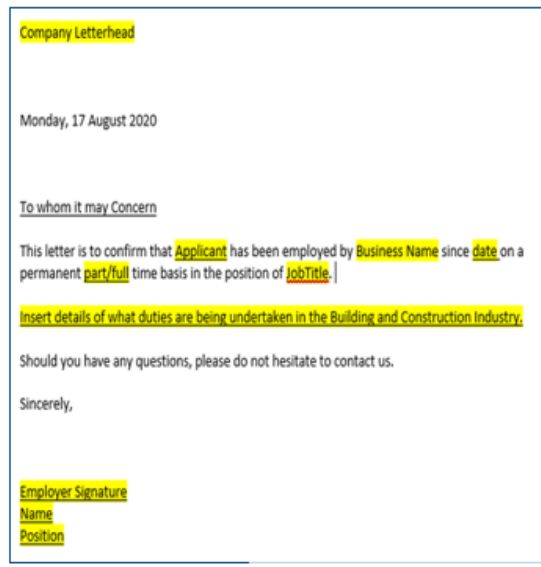 Company Letterhead
Monday, 17 August 2020
To whom it may Concern
This letter is to confirm that Applicant has been employed by Business Name since date on a
permanent part/full time basis in the position of JobTitle.
Insert details of what duties are being undertaken in the Building and Construction Industry.
Should you have any questions, please do not hesitate to contact us.
Sincerely,
Employer Signature
Name
Position